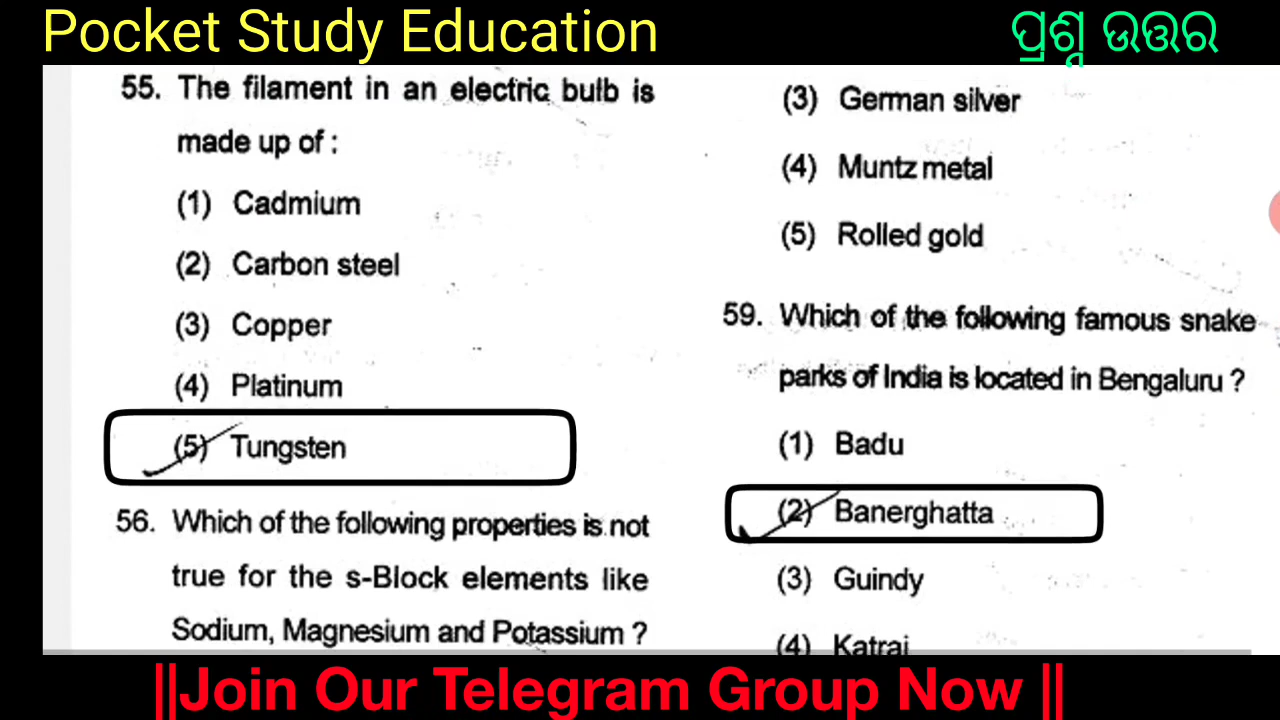 Pocket Study Education
ପ୍ରଶ୍ନ ଉତ୍ତର
55. The filament in an electric bulb is
made up of :
(1) Cadmium
(2) Carbon steel
(3) Copper
(4) Platinum
(5) Tungsten
56. Which of the following properties is not
true for the s-Block elements like
Sodium, Magnesium and Potassium ?
(3) German silver
(4) Muntz metal
(5) Rolled gold
59. Which of the following famous snake
parks of India is located in Bengaluru ?
(1) Badu
(2) Banerghatta
(3) Guindy
(4) Katraj
||Join Our Telegram Group Now ||